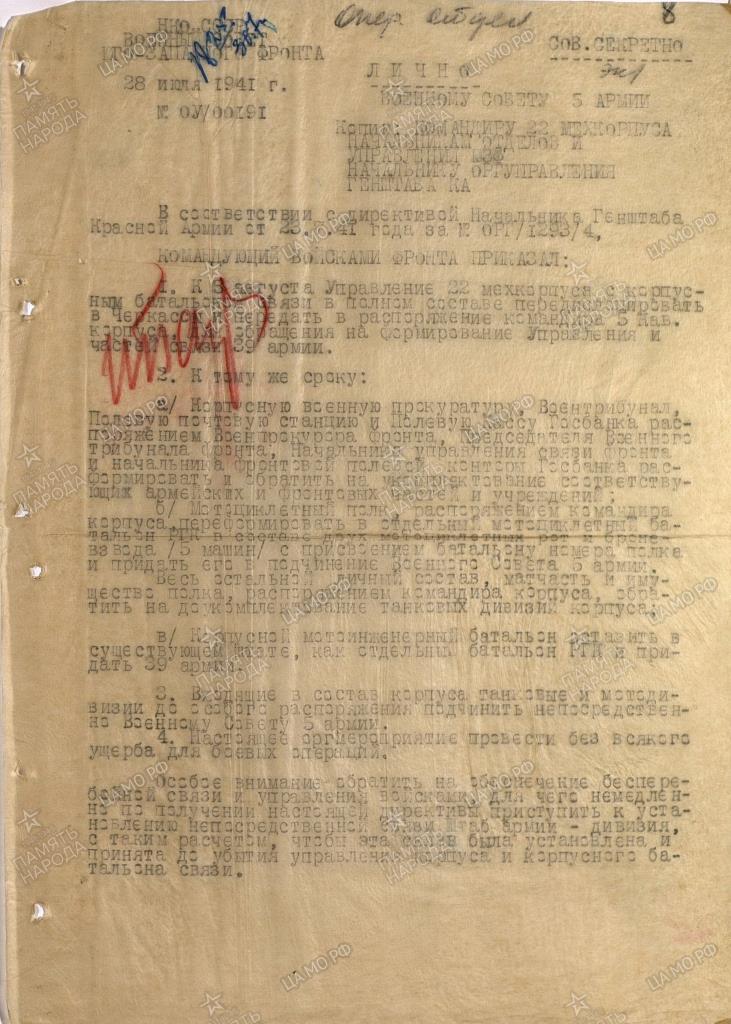 Опер отдел
8
НКО.СССР
ВОЕННЫЙ СОВЕТ
ЮГО-ЗАПАДНОГО ФРОНТА
28 июля 1941 г.
№ ОУ/00191
СОВ.СЕКРЕТНО
ЛИЧНО
ВОЕННОМУ СОВЕТУ 5 АРМИИ
Копия: КОМАНДИРУ 22 МЕХКОРПУСА
НАЧАЛЬНИКАМ ОТДЕЛОВ И
УПРАВЛЕНИЙ ЮЗФ
НАЧАЛЬНИКУ ОРГУПРАВЛЕНИЯ
ГЕНШТАБА КА
В соответствии с директивой Начальника Генштаба
Красной Армии от 23.7.41 года за № ОРГ/1293/4,
КОМАНДУЮЩИЙ ВОЙСКАМИ ФРОНТА ПРИКАЗАЛ:
1. К 3 августа Управление 22 мехкорпуса с корпус-
ным батальоном связи в полном составе передислоцировать
в Черкассы и передать в распоряжение командира 5 Кав.
корпуса, для обращения на формирование Управления и
частей связи 39 армии.
2. К тому же сроку:
а/ Корпусную военную прокуратуру, Воентрибунал,
Полевую почтовую станцию и Полевую кассу Госбанка рас-
поряжением Военпрокурора фронта, Председателя Военного
трибунала фронта, Начальника управления связи фронта
и начальника фронтовой полевой конторы Госбанка рас-
формировать и обратить на укомплектование соответству-
ющих армейских и фронтовых частей и учреждений;
б/ Мотоциклетный полк, распоряжением командира
корпуса,переформировать в отдельный мотоциклетный ба-
тальон РГК в составе двух мотоциклетных рот и броне-
взвода /5 машин/ с присвоением батальону номера полка
и придать его в подчинение Военного Совета 5 армии.
Весь остальной личный состав, матчасть и иму-
щество полка, распоряжением командира корпуса, обра-
тить на доукомплектование танковых дивизий корпуса;
в/ Корпусной мотоинженерный батальон оставить в
существующем штате, как отдельный батальон РГК и при-
дать 39 армии.
3. Входящие в состав корпуса танковые и мотоди-
визии до особого распоряжения подчинить непосредствен-
но Военному Совету 5 армии.
4. Настоящее оргмероприятие провести без всякого
ущерба для боевых операций.
Особое внимание обратить на обеспечение беспере-
бойной связи и управления войсками, для чего немедлен-
но по получении настоящей директивы приступить к уста-
новлению непосредственной связи штаб армии - дивизия,
с таким расчетом, чтобы эта связь была установлена и
принята до убытия управления корпуса и корпусного ба-
тальона связи.